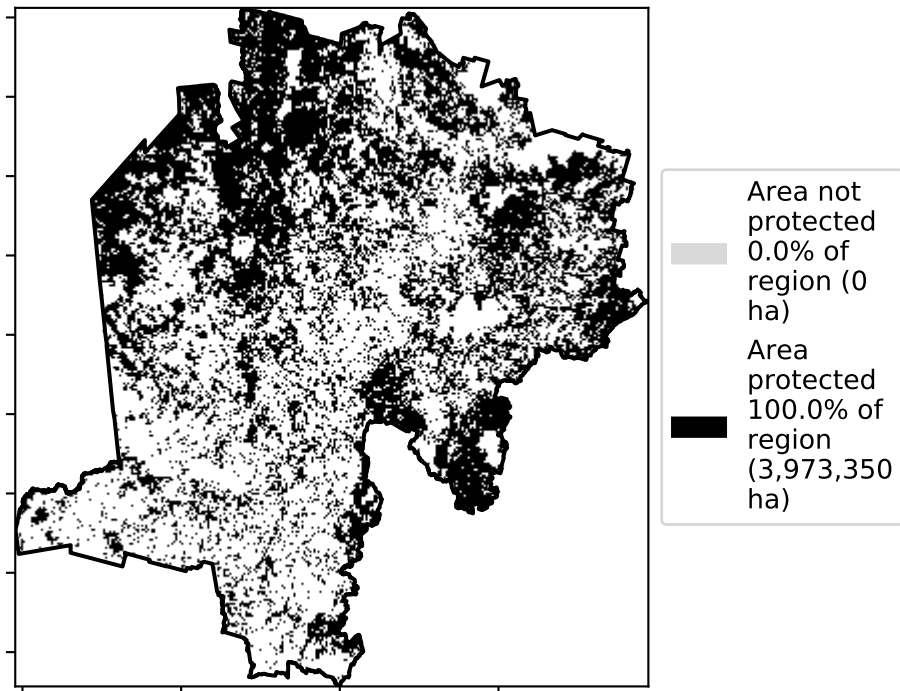 Area not
protected
0.0% of
region (0
ha)
Area
protected
100.0% of
region
(3,973,350
ha)